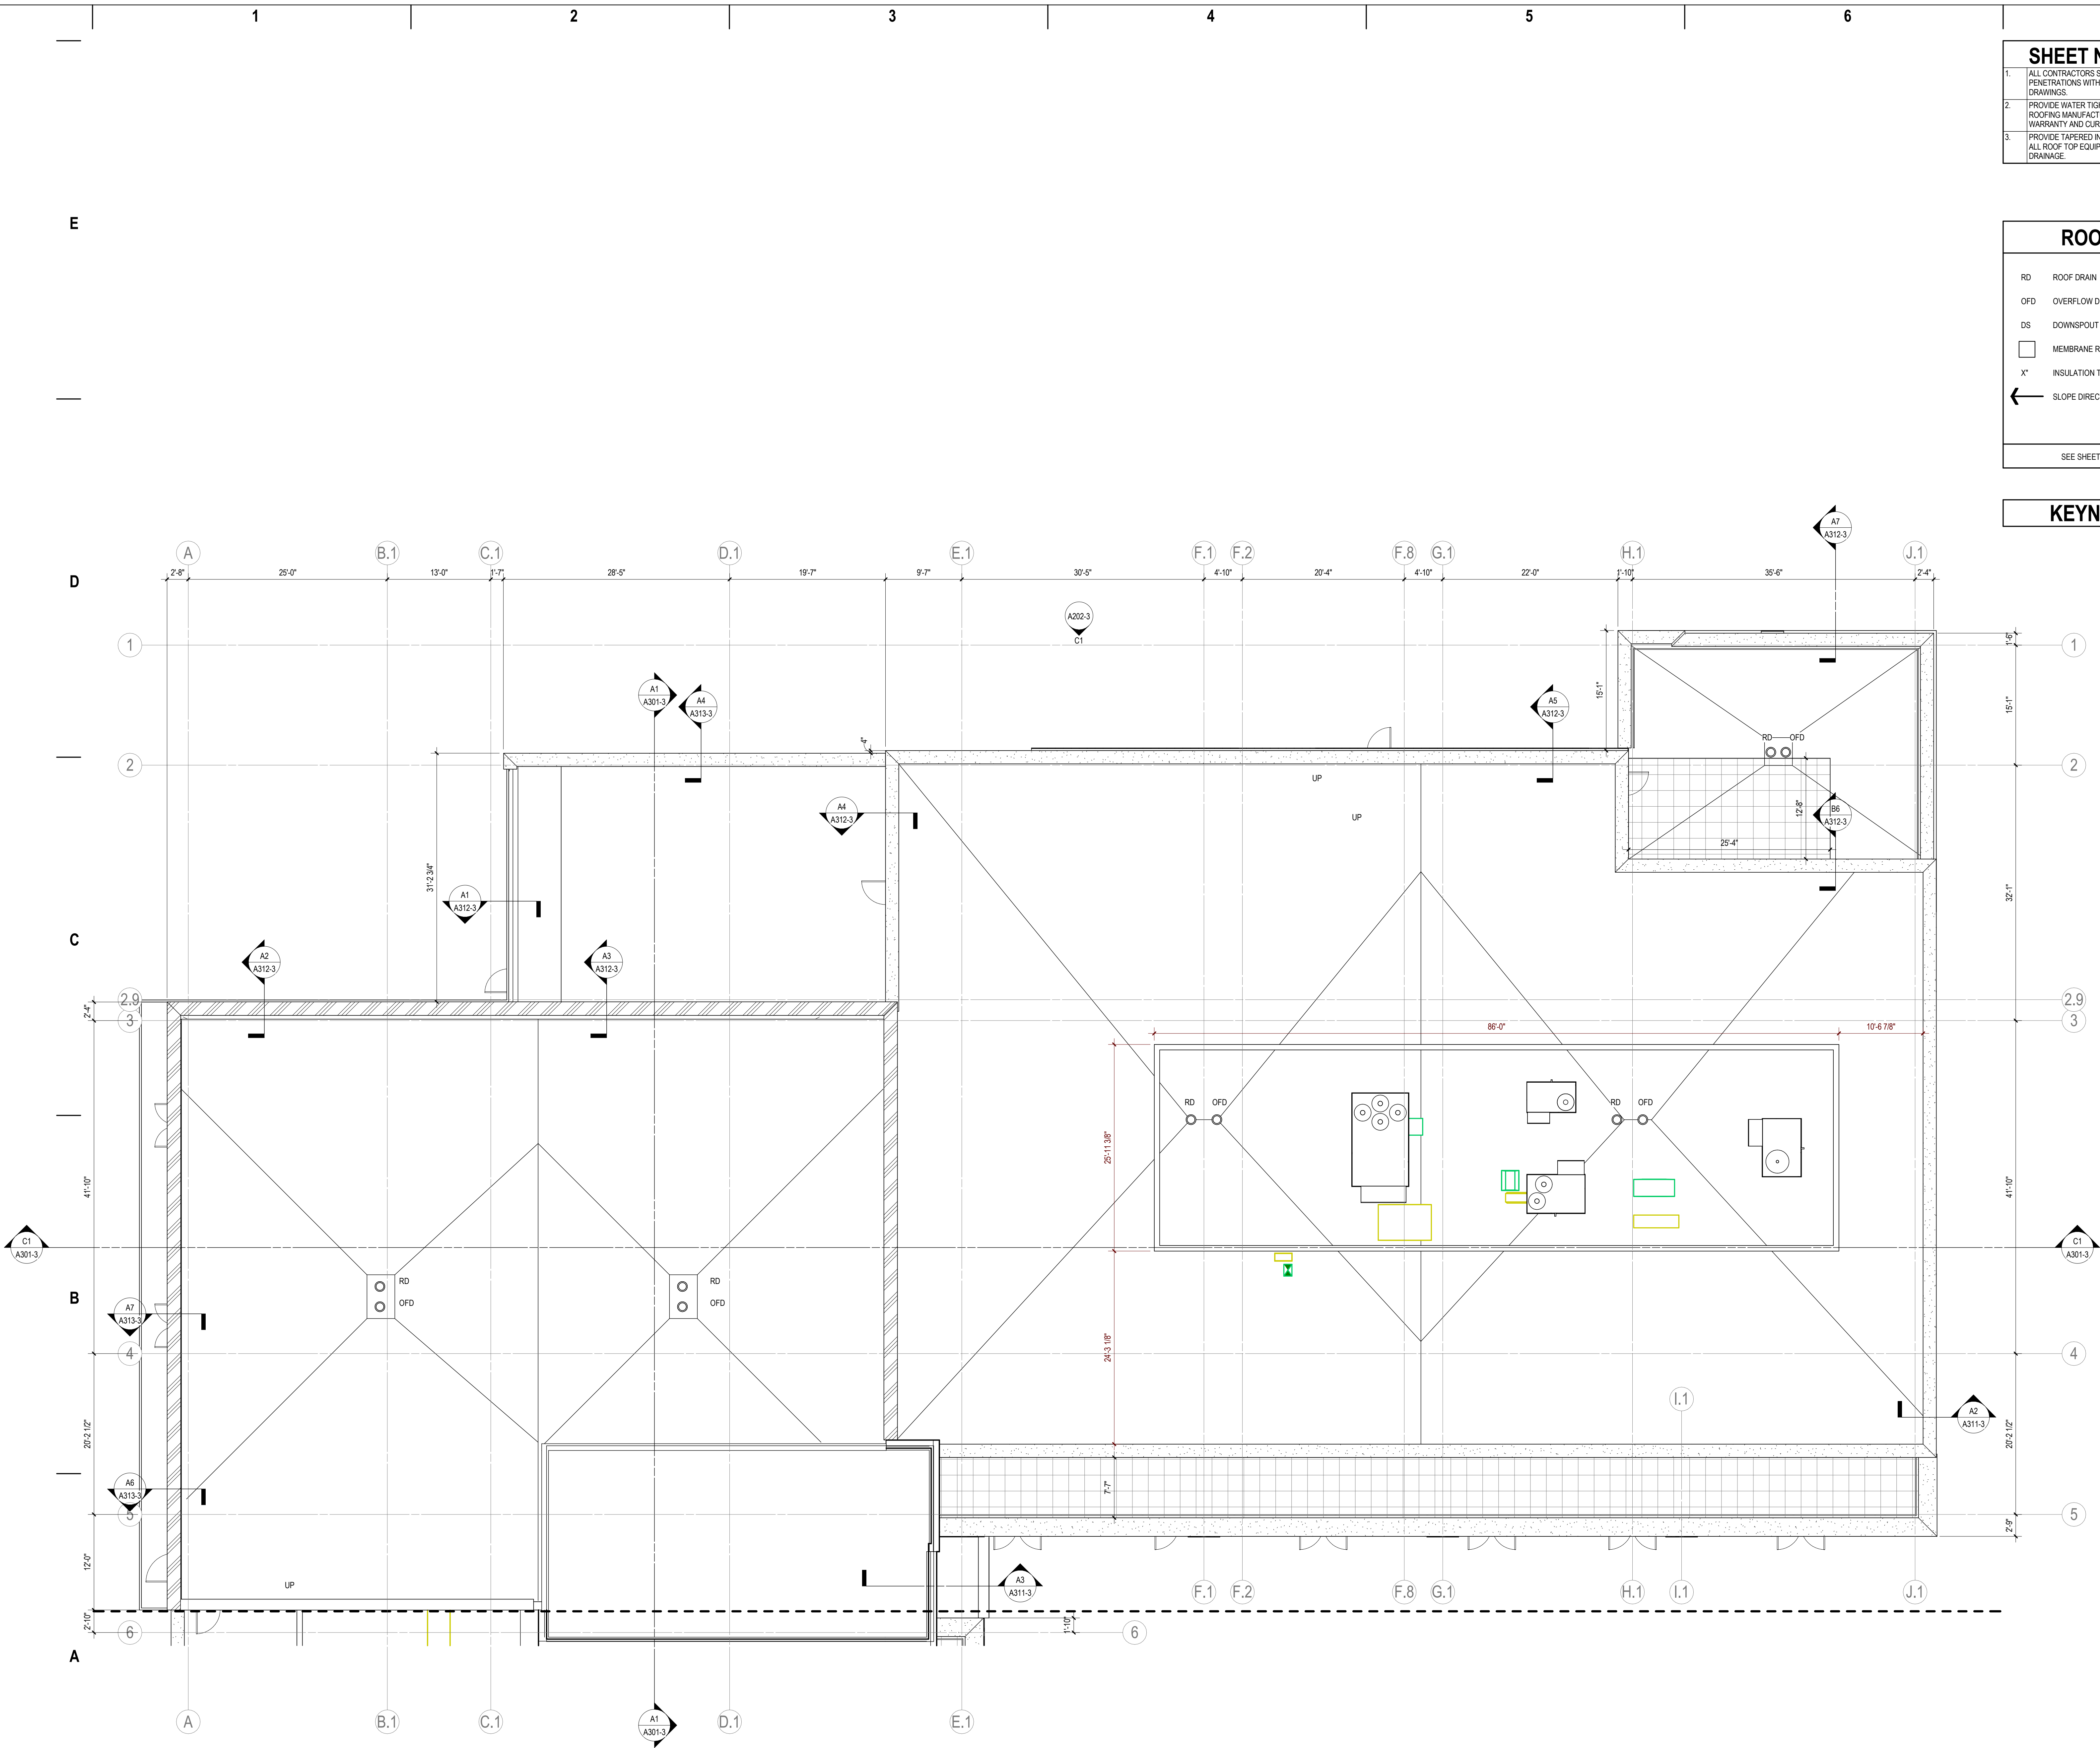 1 2 3 4 5 6
SHEET N
1. ALL CONTRACTORS S
PENETRATIONS WITH
DRAWINGS.
2. PROVIDE WATER TIG
ROOFING MANUFACT
WARRANTY AND CUR
3. PROVIDE TAPERED IN
ALL ROOF TOP EQUIP
DRAINAGE.
E
ROO
RD ROOF DRAIN
OFD OVERFLOW D
DS DOWNSPOUT
MEMBRANE R
X" INSULATION T
SLOPE DIREC
SEE SHEET
KEYN
A7
A312-3
A B.1 C.1 D.1 E.1 F.1 F.2 F.8 G.1 H.1 J.1
D
2'-8" 25'-0" 13'-0" 1'-7" 28'-5" 19'-7" 9'-7" 30'-5" 4'-10" 20'-4" 4'-10" 22'-0" 1'-10" 35'-6" 2'-4"
A202-3
C1
1 1'-6" 1
A1
A301-3
A4
A313-3
A5
A312-3
15'-1" 15'-1"
4"
RD OFD
2 2
UP
UP
A4
A312-3
12'-8"
B6
A312-3
25'-4"
31'-2 3/4"
A1
A312-3
32'-1"
C
A2
A312-3
A3
A312-3
2.9 2.9
2'-4"
3 3
86'-0" 10'-6 7/8"
RD OFD RD OFD
25'-11 3/8"
41'-10" 41'-10"
C1
A301-3
C1
A301-3
RD RD
OFD OFD
B
A7
A313-3
24'-3 1/8"
4 4
I.1
A2
A311-3
20'-2 1/2" 20'-2 1/2"
A6
A313-3
7'-7"
5 5
2'-9"
12'-0"
UP
A3
A311-3
F.1 F.2 F.8 G.1 H.1 I.1 J.1
2'-10" 1'-10"
6 6
A
A B.1 C.1 D.1 E.1
A1
A301-3